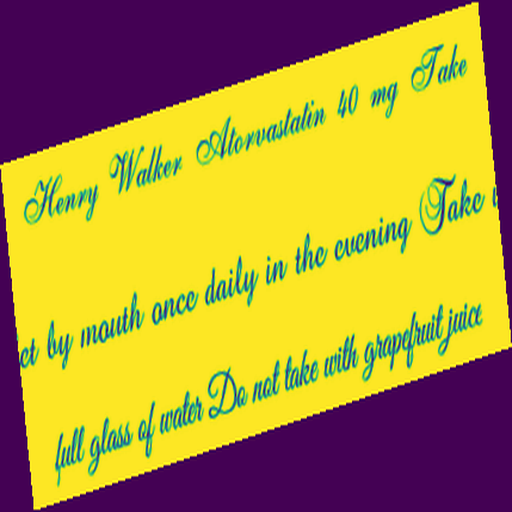 Henry Walker Atorvastatin 40 mg Take
by mouth once daily in the evening (Take
full glass of water Do not take with grapefruit juice